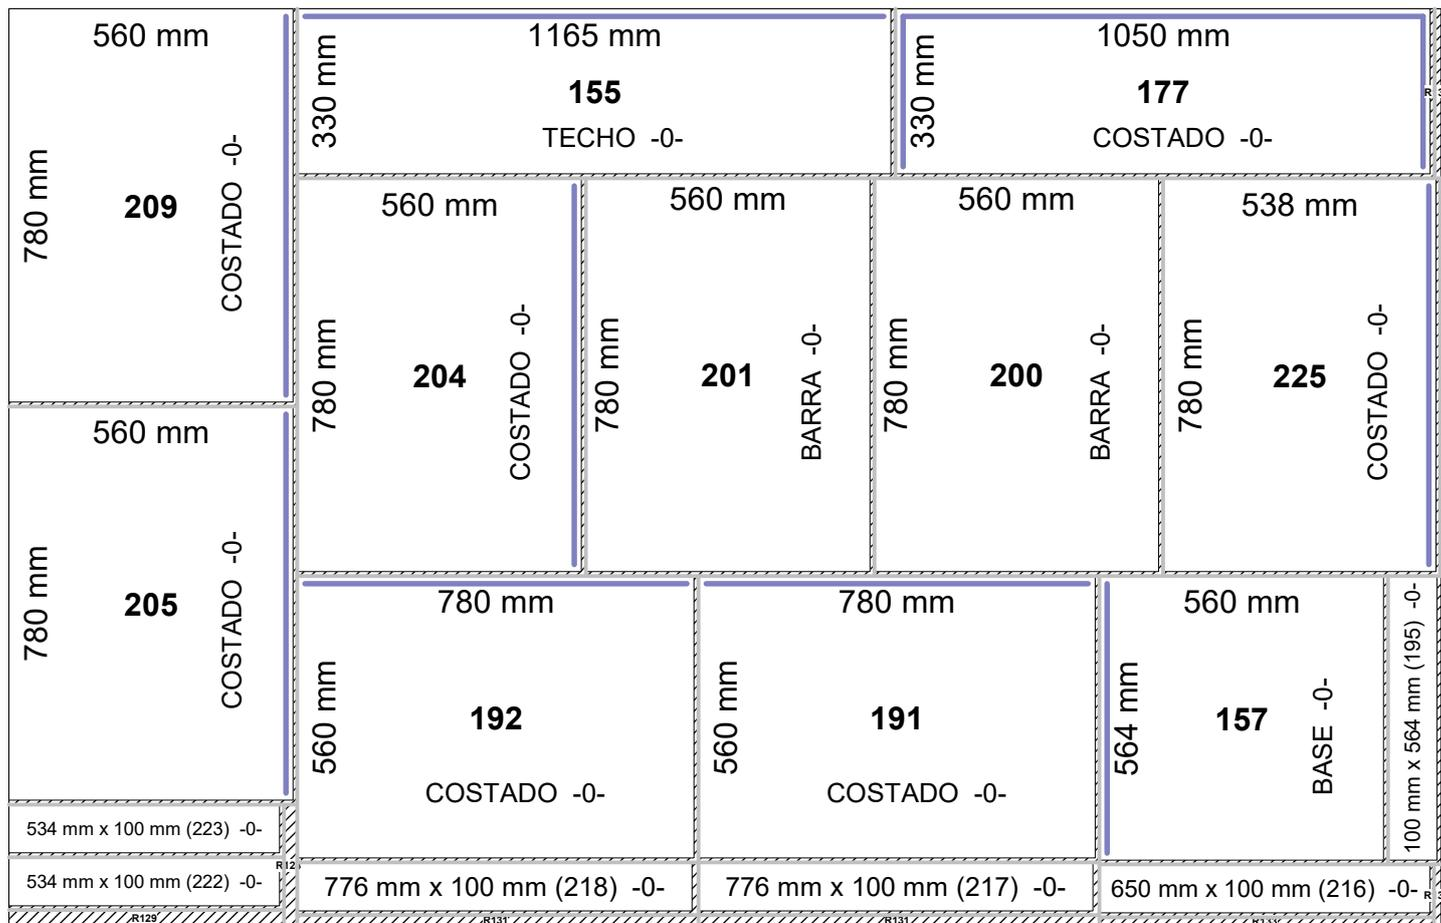 560 mm
780 mm
209
COSTADO -0-
1165 mm
330 mm
155
TECHO -0-
1050 mm
330 mm
177
COSTADO -0-
560 mm
780 mm
204
COSTADO -0-
560 mm
780 mm
201
BARRA -0-
560 mm
780 mm
200
BARRA -0-
538 mm
780 mm
225
COSTADO -0-
560 mm
780 mm
205
COSTADO -0-
780 mm
560 mm
192
COSTADO -0-
780 mm
560 mm
191
COSTADO -0-
560 mm
564 mm
157
BASE -0-
100 mm x 564 mm (195) -0-
534 mm x 100 mm (223) -0-
534 mm x 100 mm (222) -0-
776 mm x 100 mm (218) -0-
776 mm x 100 mm (217) -0-
650 mm x 100 mm (216) -0-
R129
R131
R131